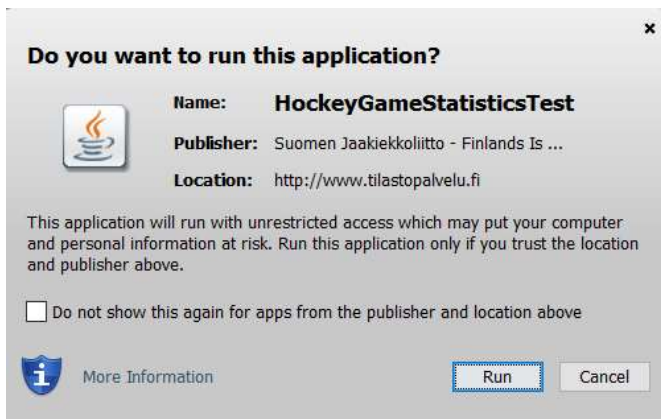 Do you want to run this application?
Name: HockeyGameStatisticsTest
Publisher: Suomen Jaakiekkoliitto - Finlands Is ...
Location: http://www.tilastopalvelu.fi
This application will run with unrestricted access which may put your computer
and personal information at risk. Run this application only if you trust the location
and publisher above.
Do not show this again for apps from the publisher and location above
More Information
Run
Cancel